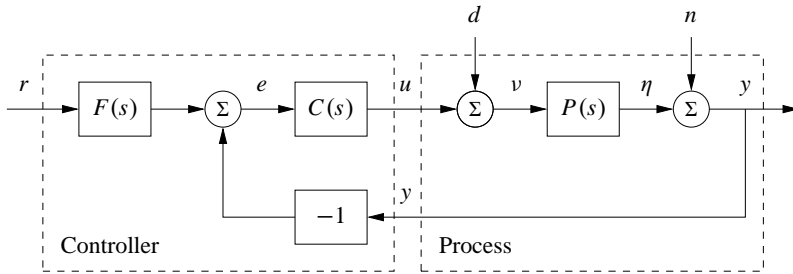 d
n
r
F(s)
Σ
e
C(s)
u
Σ
ν
P(s)
η
Σ
y
−1
y
Controller
Process